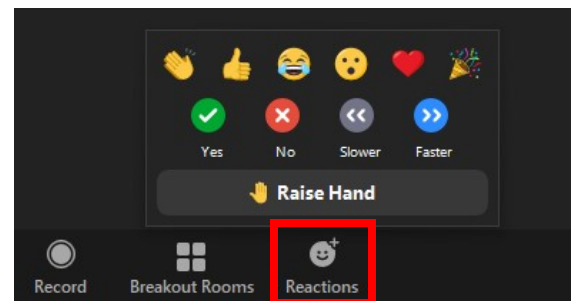 Yes No Slower Faster
Raise Hand
Record Breakout Rooms Reactions